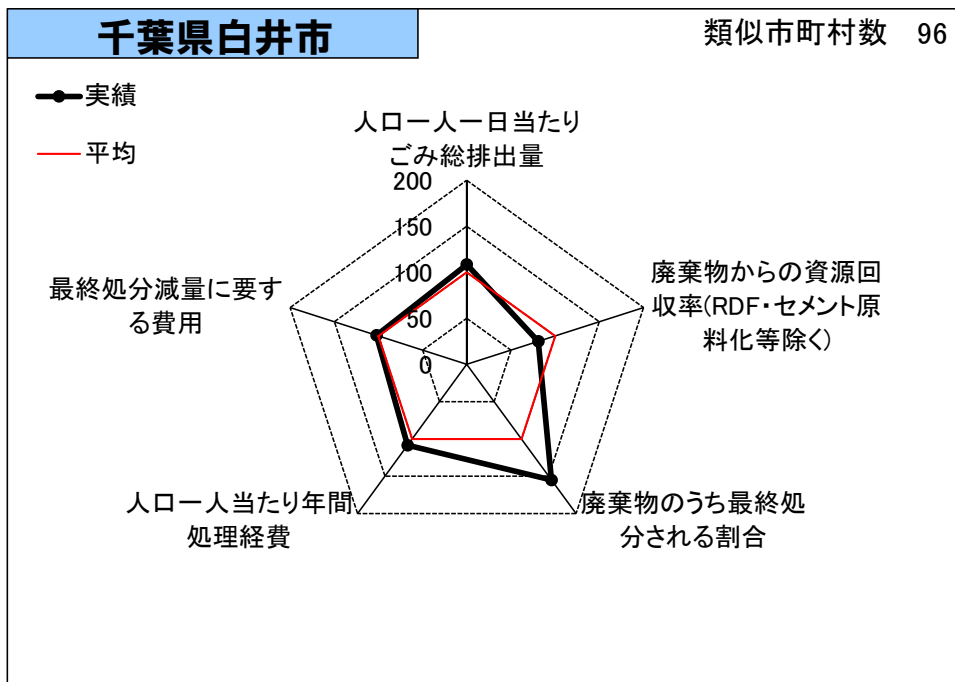 千葉県白井市
類似市町村数 96
実績
平均
人口一人一日当たり
ごみ総排出量
200
150
100
50
0
廃棄物からの資源回
収率(RDF・セメント原
料化等除く)
廃棄物のうち最終処
分される割合
人口一人当たり年間
処理経費
最終処分減量に要す
る費用